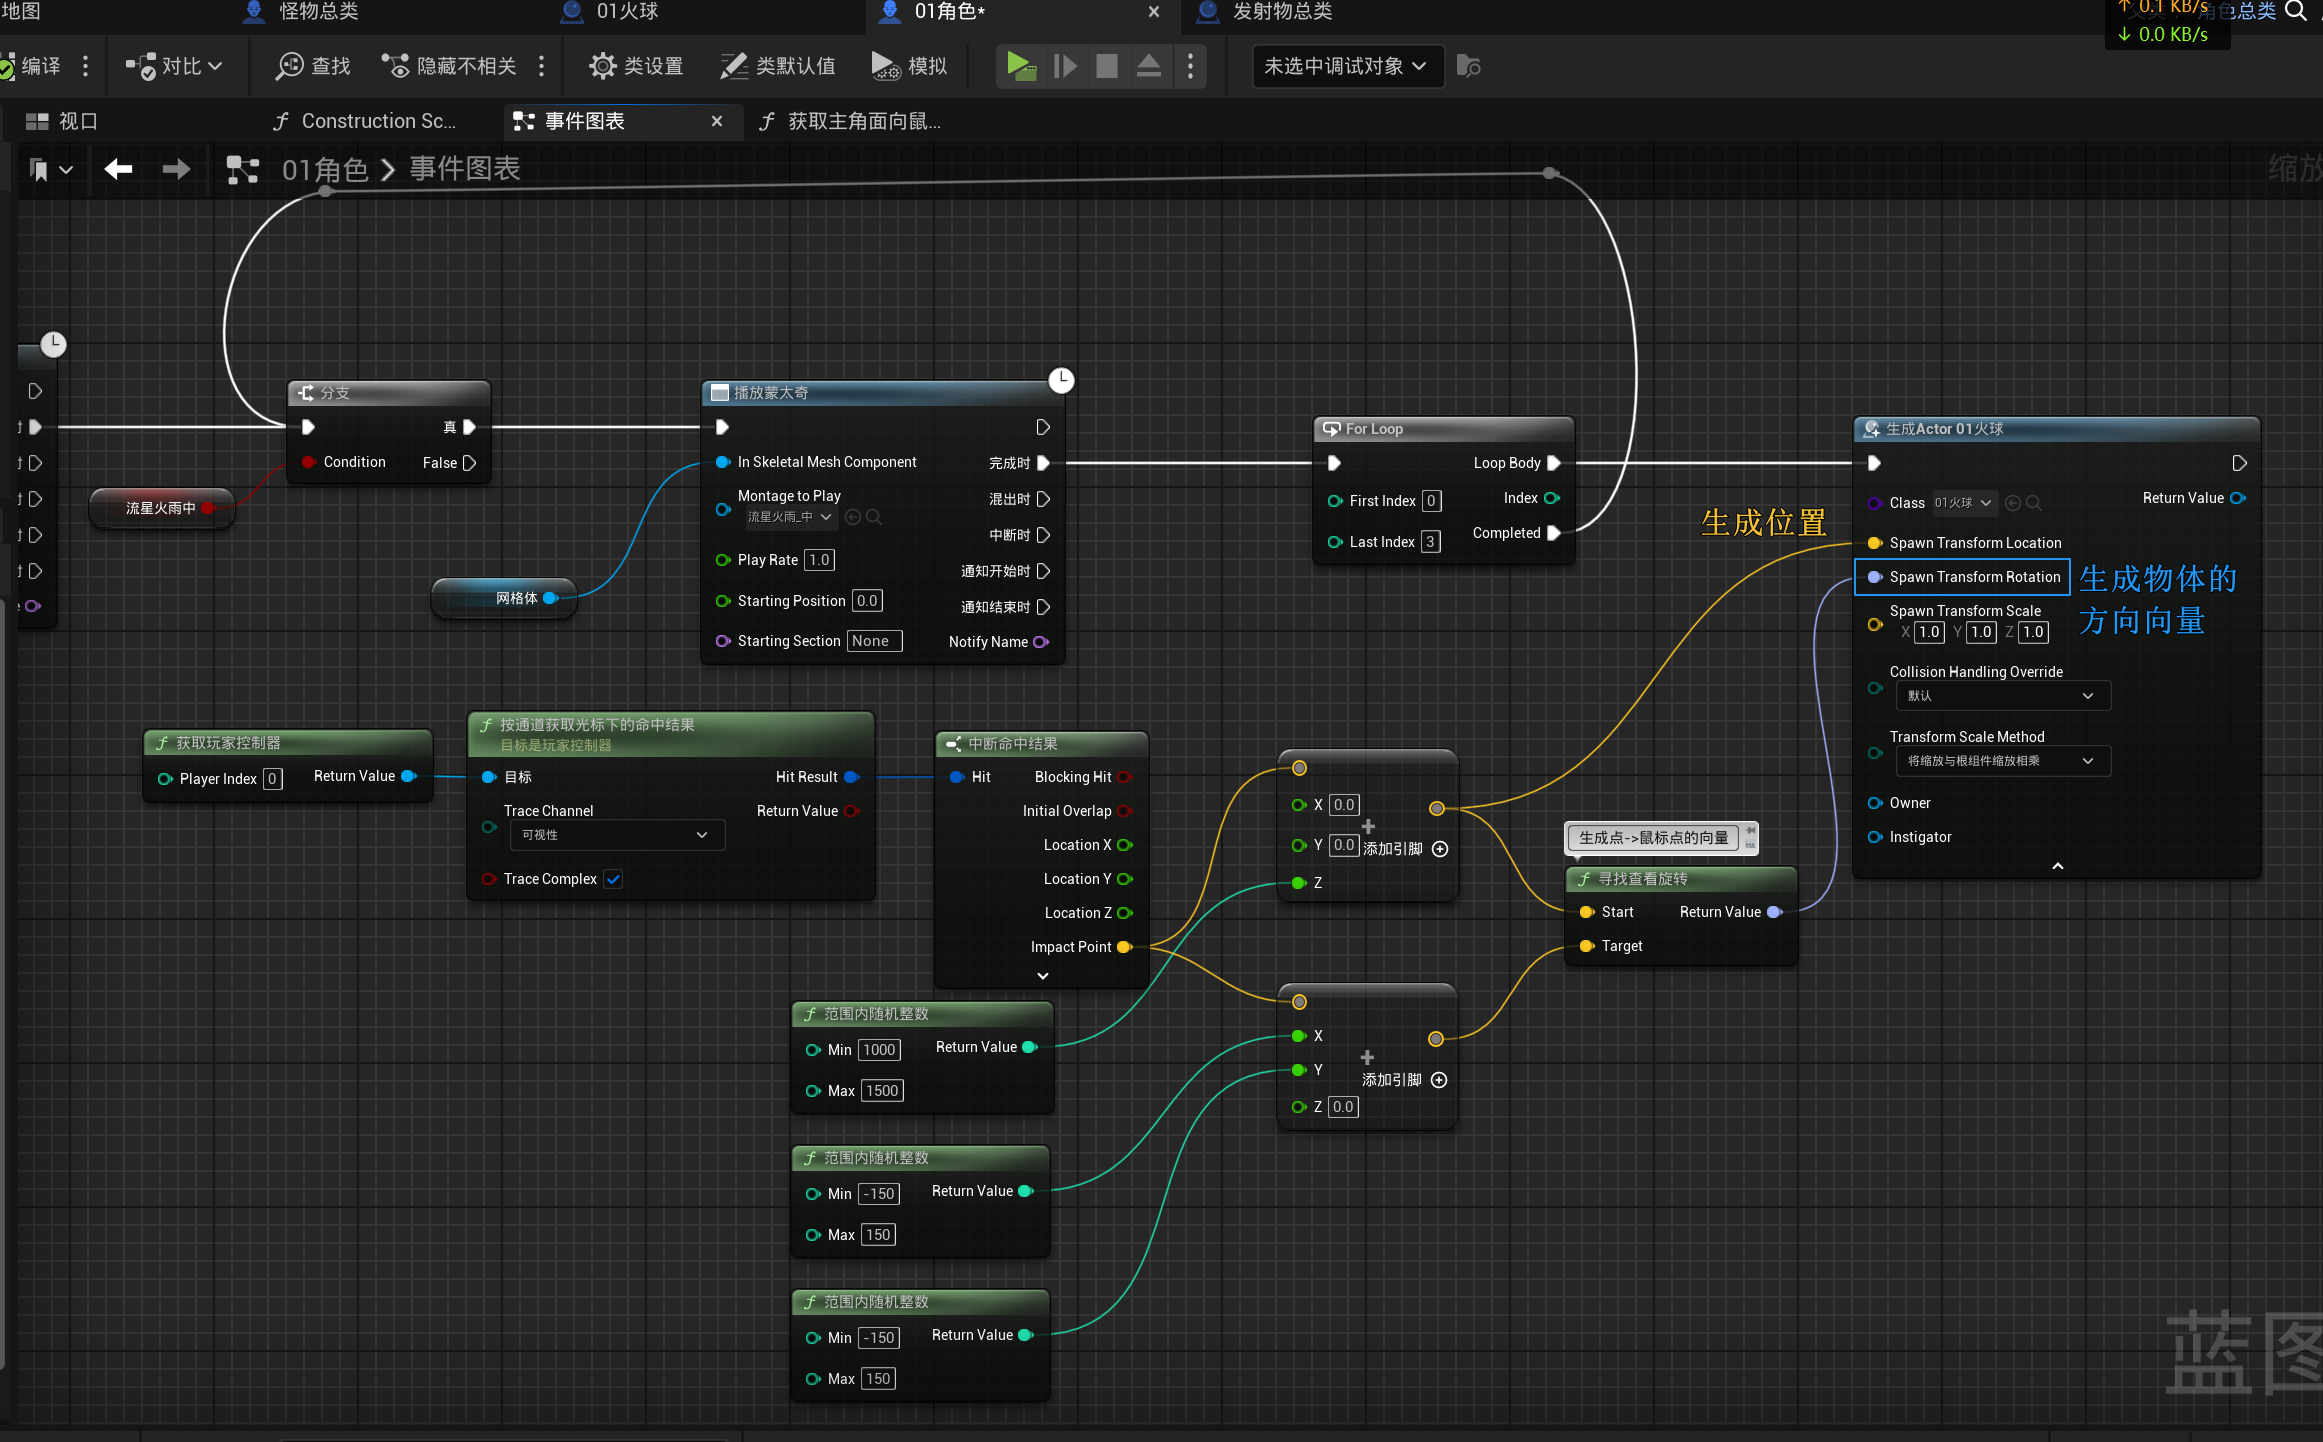 地图
怪物总类
01火球
01角色*
发射物总类
角色总类
↑ 0.1 KB/s
↓ 0.0 KB/s
编译
对比
查找
隐藏不相关
类设置
类默认值
模拟
未选中调试对象
视口
Construction Sc...
事件图表
获取主角面向鼠...
01角色 > 事件图表
缩放
分支
真
Condition
False
流星火雨中
网格体
播放蒙太奇
In Skeletal Mesh Component
完成时
Montage to Play
流星火雨_中
混出时
中断时
Play Rate 1.0
通知开始时
Starting Position 0.0
通知结束时
Starting Section None
Notify Name
For Loop
Loop Body
First Index 0
Index
Last Index 3
Completed
生成Actor 01火球
Class 01火球
Return Value
生成位置
Spawn Transform Location
Spawn Transform Rotation
生成物体的
方向向量
Spawn Transform Scale
X 1.0 Y 1.0 Z 1.0
Collision Handling Override
默认
Transform Scale Method
将缩放与根组件缩放相乘
Owner
Instigator
获取玩家控制器
Player Index 0
Return Value
按通道获取光标下的命中结果
目标是玩家控制器
目标
Hit Result
Trace Channel
可视性
Return Value
Trace Complex
中断命中结果
Hit
Blocking Hit
Initial Overlap
Location X
Location Y
Location Z
Impact Point
X 0.0
Y 0.0
添加引脚
Z
生成点->鼠标点的向量
寻找查看旋转
Start
Return Value
Target
X
Y
添加引脚
Z 0.0
范围内随机整数
Min 1000
Return Value
Max 1500
范围内随机整数
Min -150
Return Value
Max 150
范围内随机整数
Min -150
Return Value
Max 150
蓝图